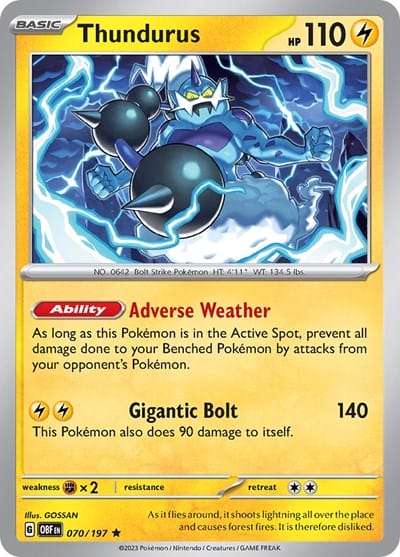 BASIC
Thundurus
HP 110
NO. 0642 Bolt Strike Pokémon HT: 4'11" WT: 134.5 lbs.
Ability Adverse Weather
As long as this Pokémon is in the Active Spot, prevent all
damage done to your Benched Pokémon by attacks
from your opponent's Pokémon.
Gigantic Bolt 140
This Pokémon also does 90 damage to itself.
weakness ×2 resistance retreat
Illus. GOSSAN
G OBF EN 070/197 ★
As it flies around, it shoots lightning all over the place
and causes forest fires. It is therefore disliked.
©2023 Pokémon / Nintendo / Creatures / GAME FREAK